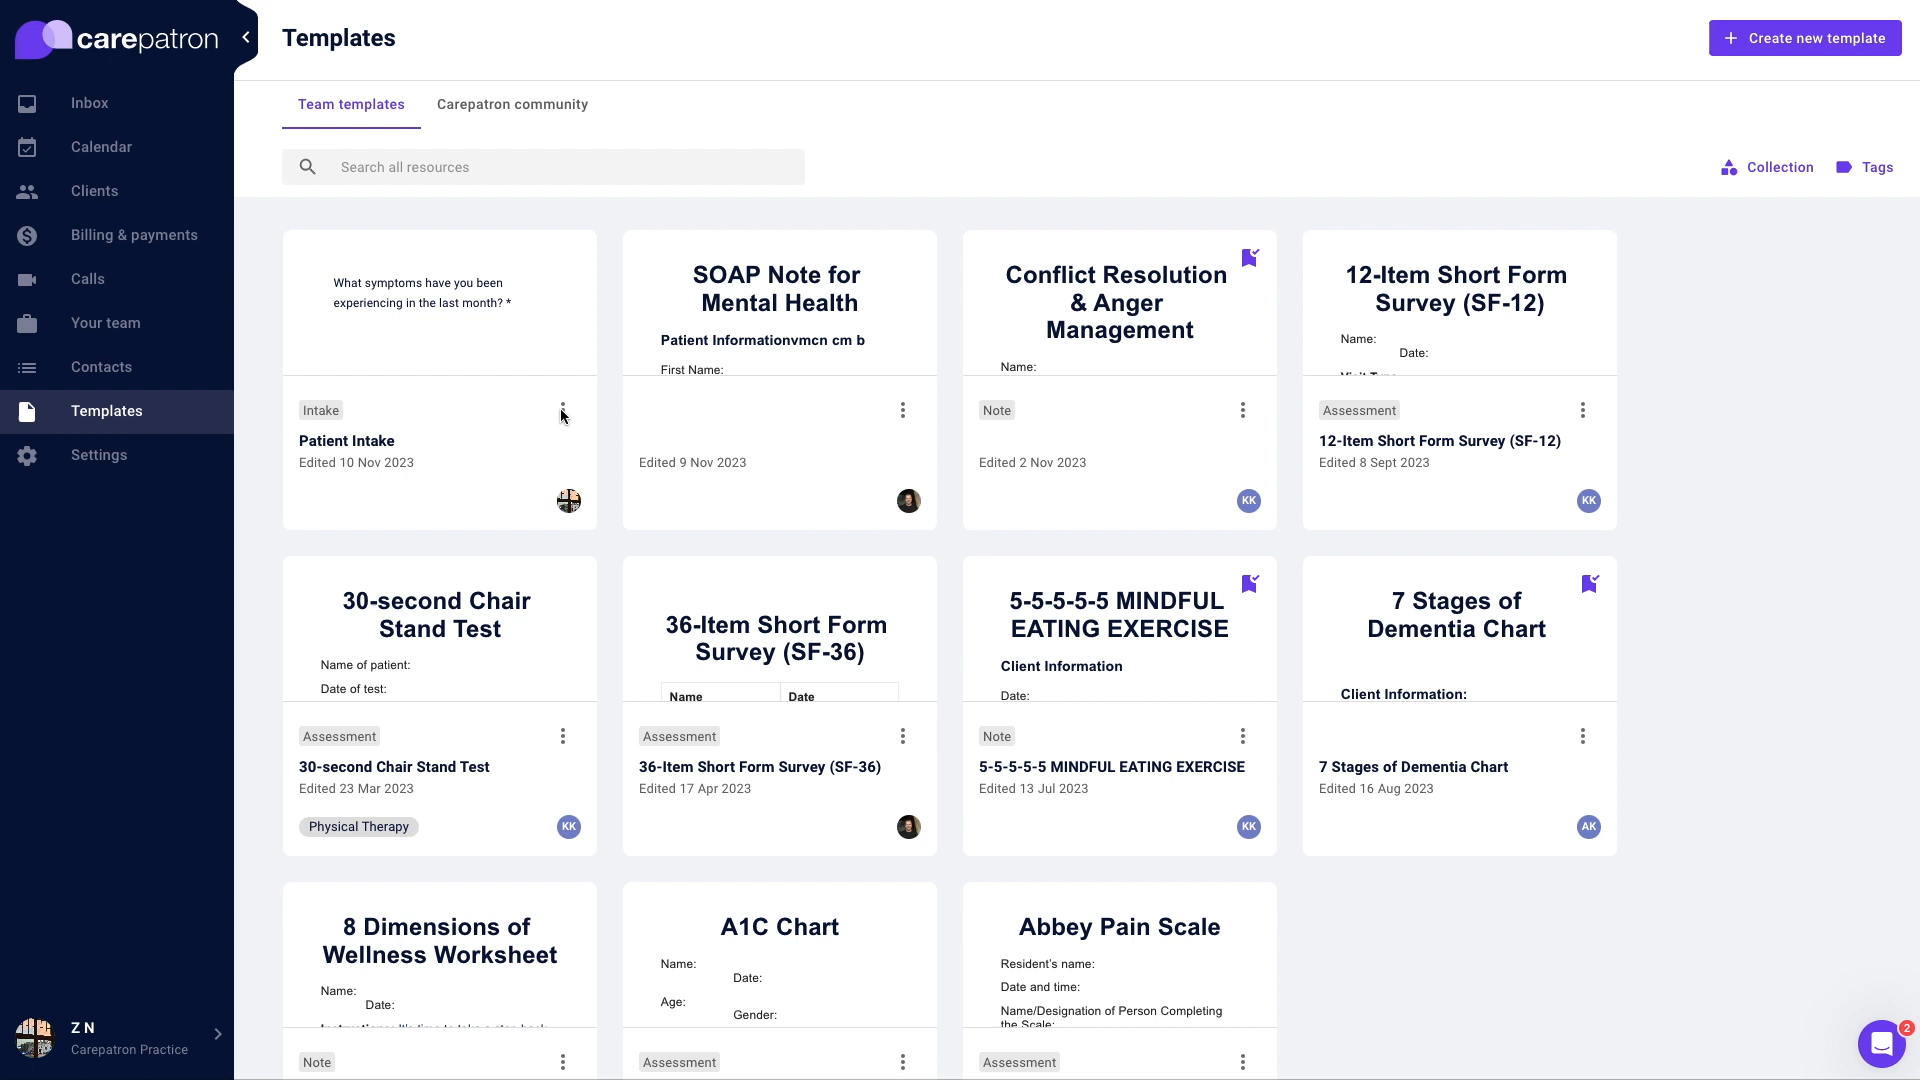 carepatron
Templates
Create new template
Inbox
Calendar
Clients
Billing & payments
Calls
Your team
Contacts
Templates
Settings
Team templates
Carepatron community
Search all resources
Collection
Tags
What symptoms have you been
experiencing in the last month? *
Intake
Patient Intake
Edited 10 Nov 2023
SOAP Note for
Mental Health
Patient Informationvmcn cm b
First Name:
Edited 9 Nov 2023
Conflict Resolution
& Anger
Management
Name:
Note
Edited 2 Nov 2023
KK
12-Item Short Form
Survey (SF-12)
Name:
Date:
Assessment
12-Item Short Form Survey (SF-12)
Edited 8 Sept 2023
KK
30-second Chair
Stand Test
Name of patient:
Date of test:
Assessment
30-second Chair Stand Test
Edited 23 Mar 2023
Physical Therapy
KK
36-Item Short Form
Survey (SF-36)
Name Date
Assessment
36-Item Short Form Survey (SF-36)
Edited 17 Apr 2023
5-5-5-5-5 MINDFUL
EATING EXERCISE
Client Information
Date:
Note
5-5-5-5-5 MINDFUL EATING EXERCISE
Edited 13 Jul 2023
KK
7 Stages of
Dementia Chart
Client Information:
7 Stages of Dementia Chart
Edited 16 Aug 2023
AK
8 Dimensions of
Wellness Worksheet
Name:
Date:
Note
A1C Chart
Name:
Date:
Age:
Gender:
Assessment
Abbey Pain Scale
Resident's name:
Date and time:
Name/Designation of Person Completing
the Scale:
Assessment
Z N
Carepatron Practice
2